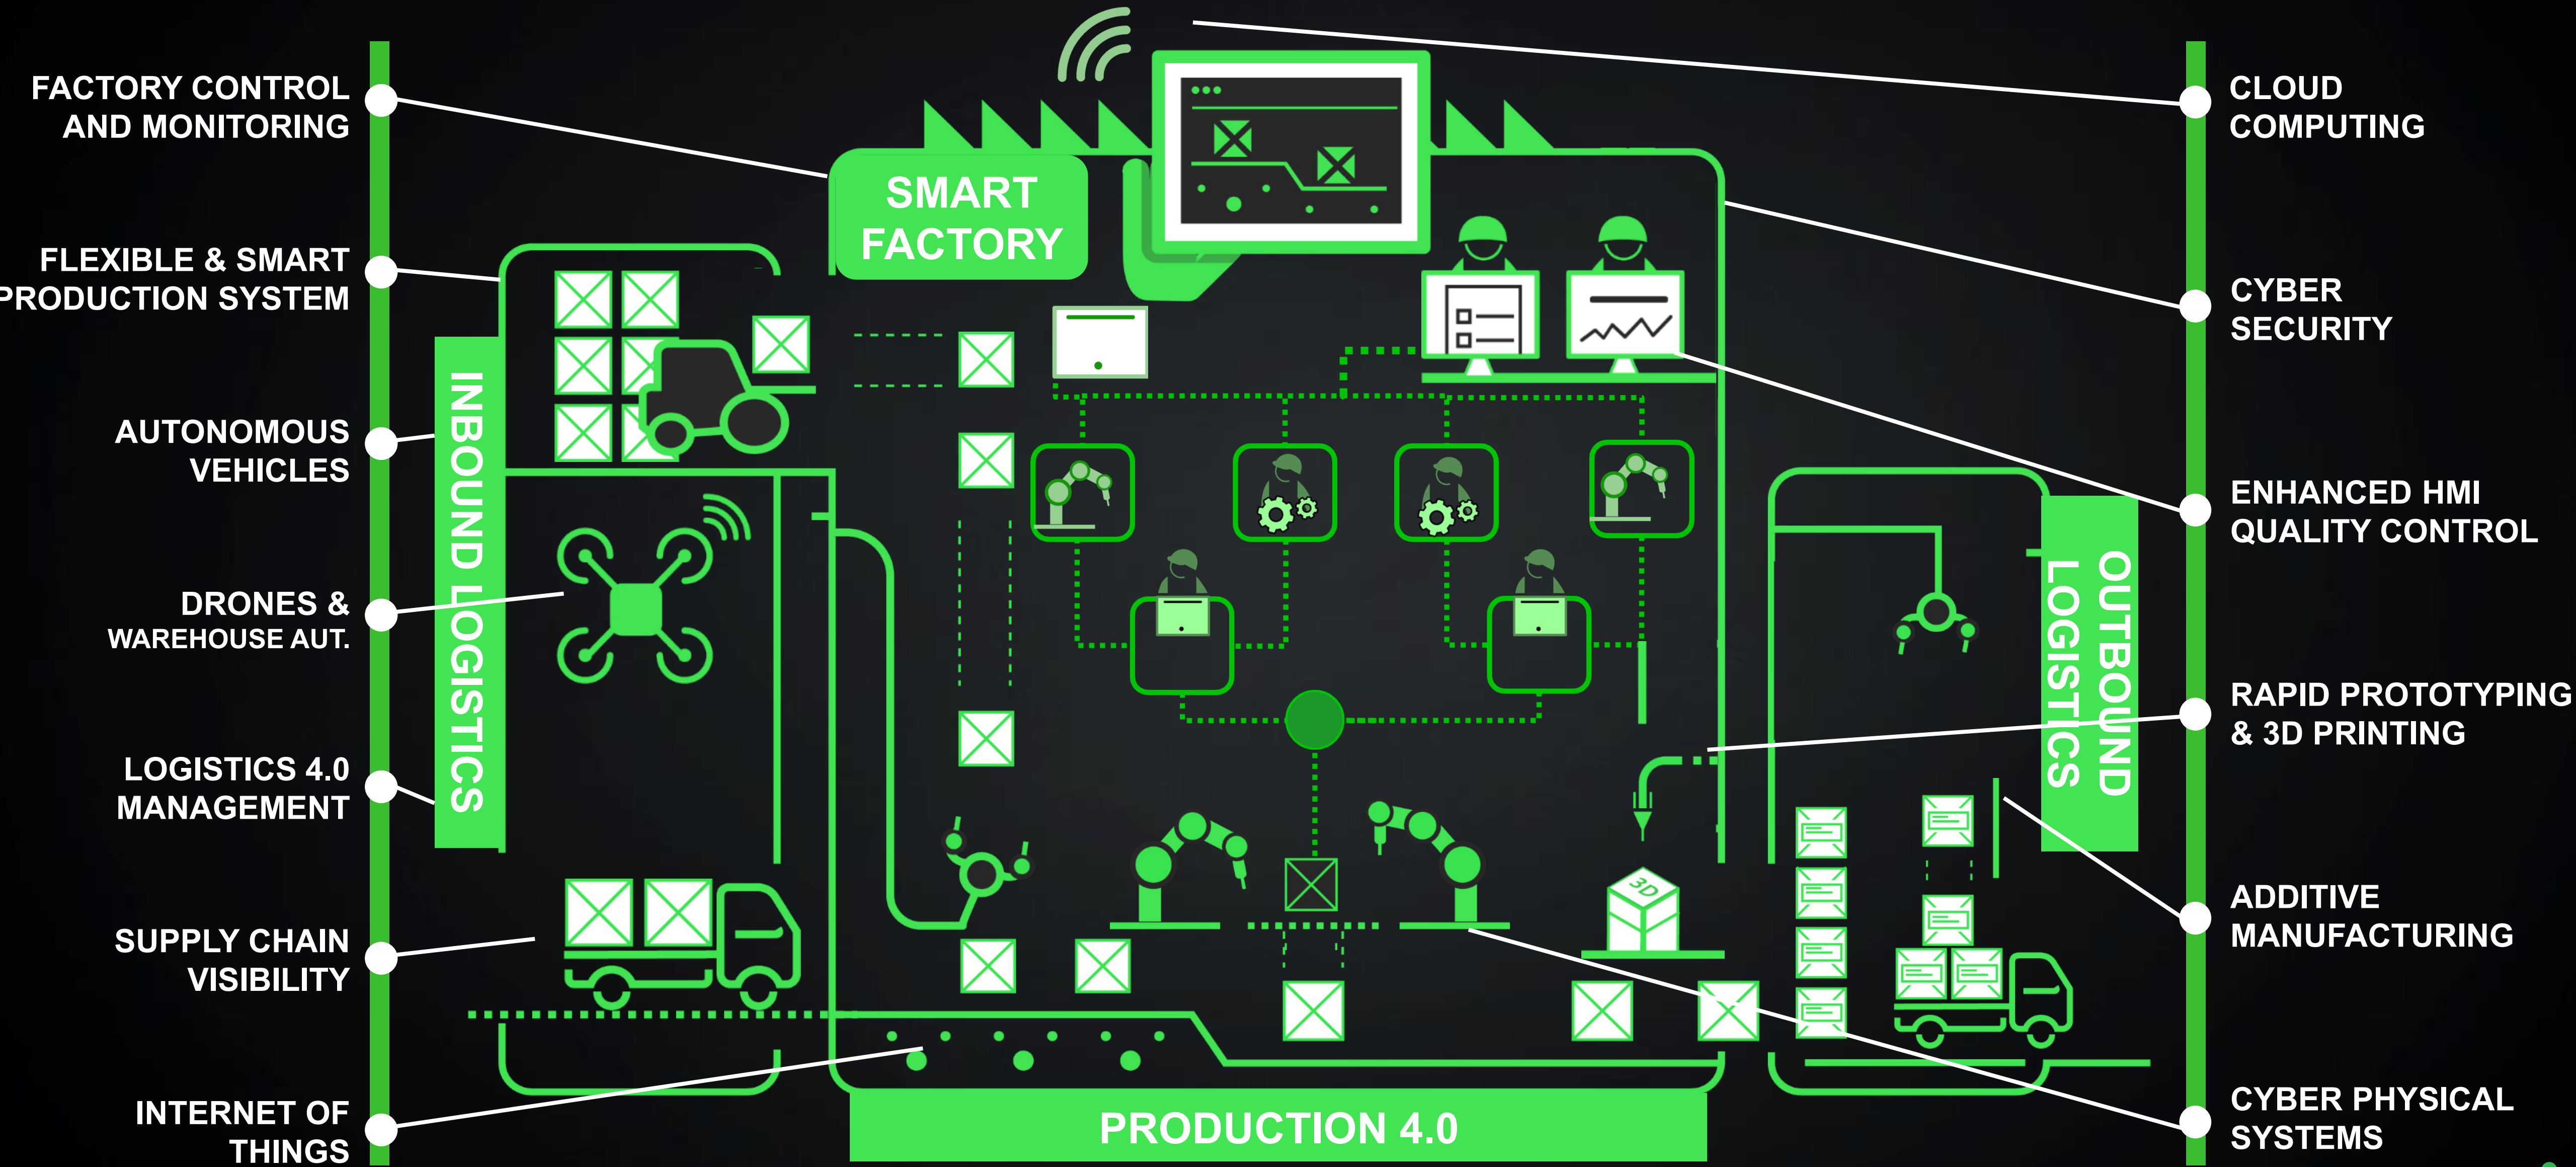 FACTORY CONTROL
AND MONITORING
FLEXIBLE & SMART
PRODUCTION SYSTEM
AUTONOMOUS
VEHICLES
DRONES &
WAREHOUSE AUT.
LOGISTICS 4.0
MANAGEMENT
SUPPLY CHAIN
VISIBILITY
INTERNET OF
THINGS
INBOUND LOGISTICS
SMART
FACTORY
3D
PRODUCTION 4.0
OUTBOUND
LOGISTICS
CLOUD
COMPUTING
CYBER
SECURITY
ENHANCED HMI
QUALITY CONTROL
RAPID PROTOTYPING
& 3D PRINTING
ADDITIVE
MANUFACTURING
CYBER PHYSICAL
SYSTEMS